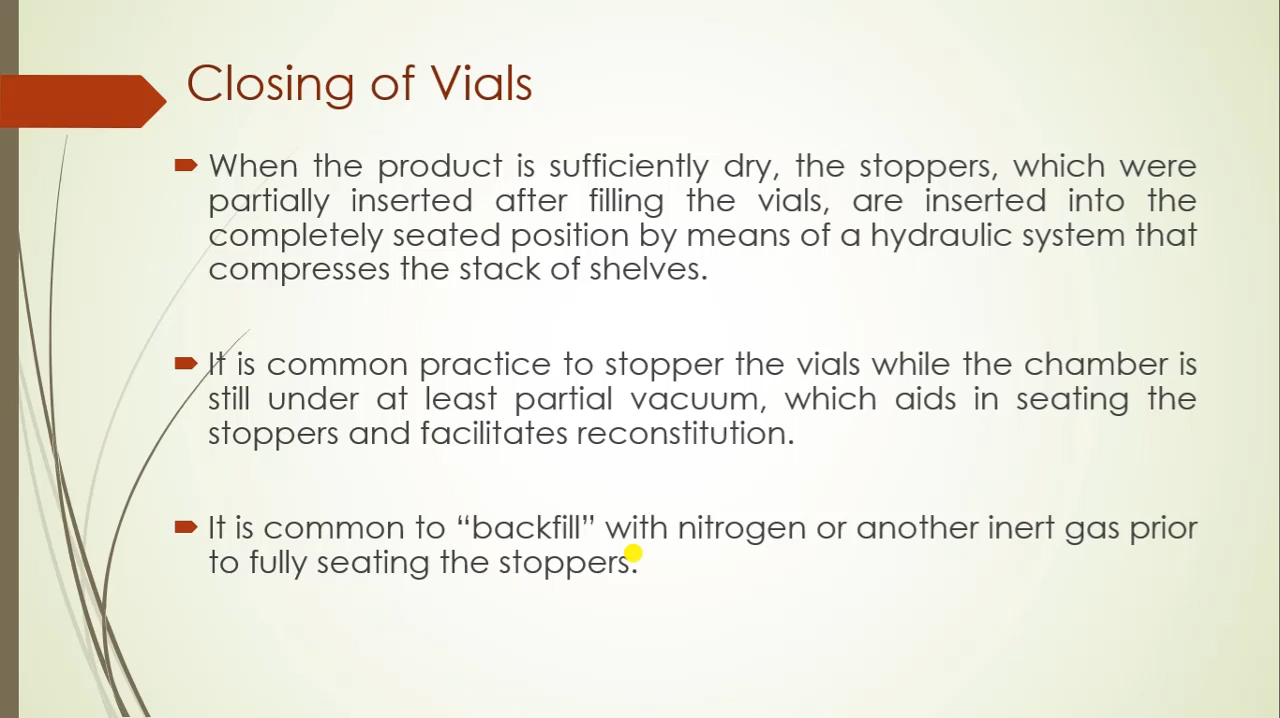 Closing of Vials
When the product is sufficiently dry, the stoppers, which were
partially inserted after filling the vials, are inserted into the
completely seated position by means of a hydraulic system that
compresses the stack of shelves.
It is common practice to stopper the vials while the chamber is
still under at least partial vacuum, which aids in seating the
stoppers and facilitates reconstitution.
It is common to “backfill” with nitrogen or another inert gas prior
to fully seating the stoppers.